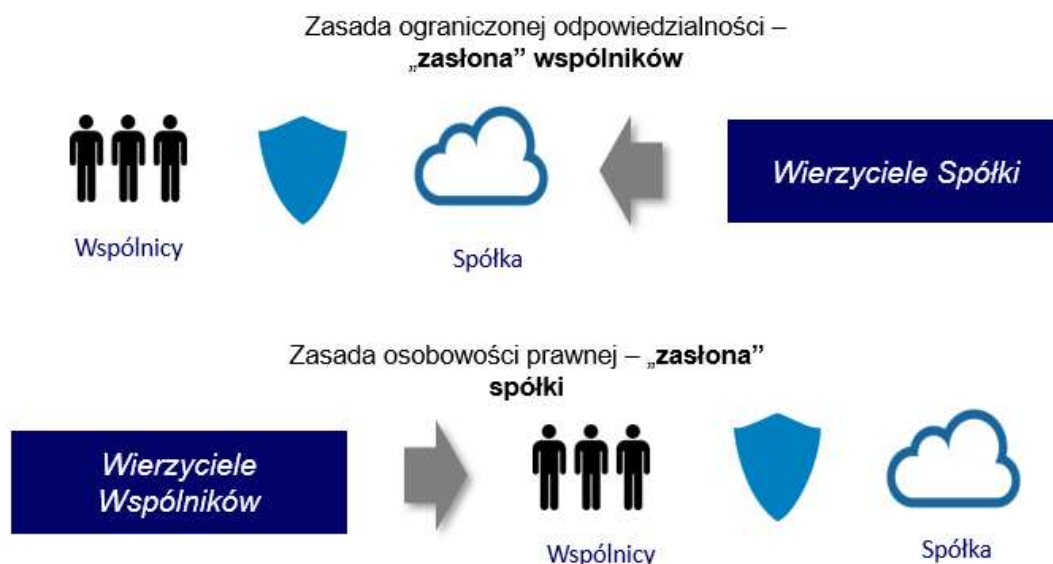 Zasada ograniczonej odpowiedzialności –
„zasłona” wspólników
Wierzyciele Spółki
Wspólnicy
Spółka
Zasada osobowości prawnej – „zasłona”
spółki
Wierzyciele
Wspólników
Wspólnicy
Spółka